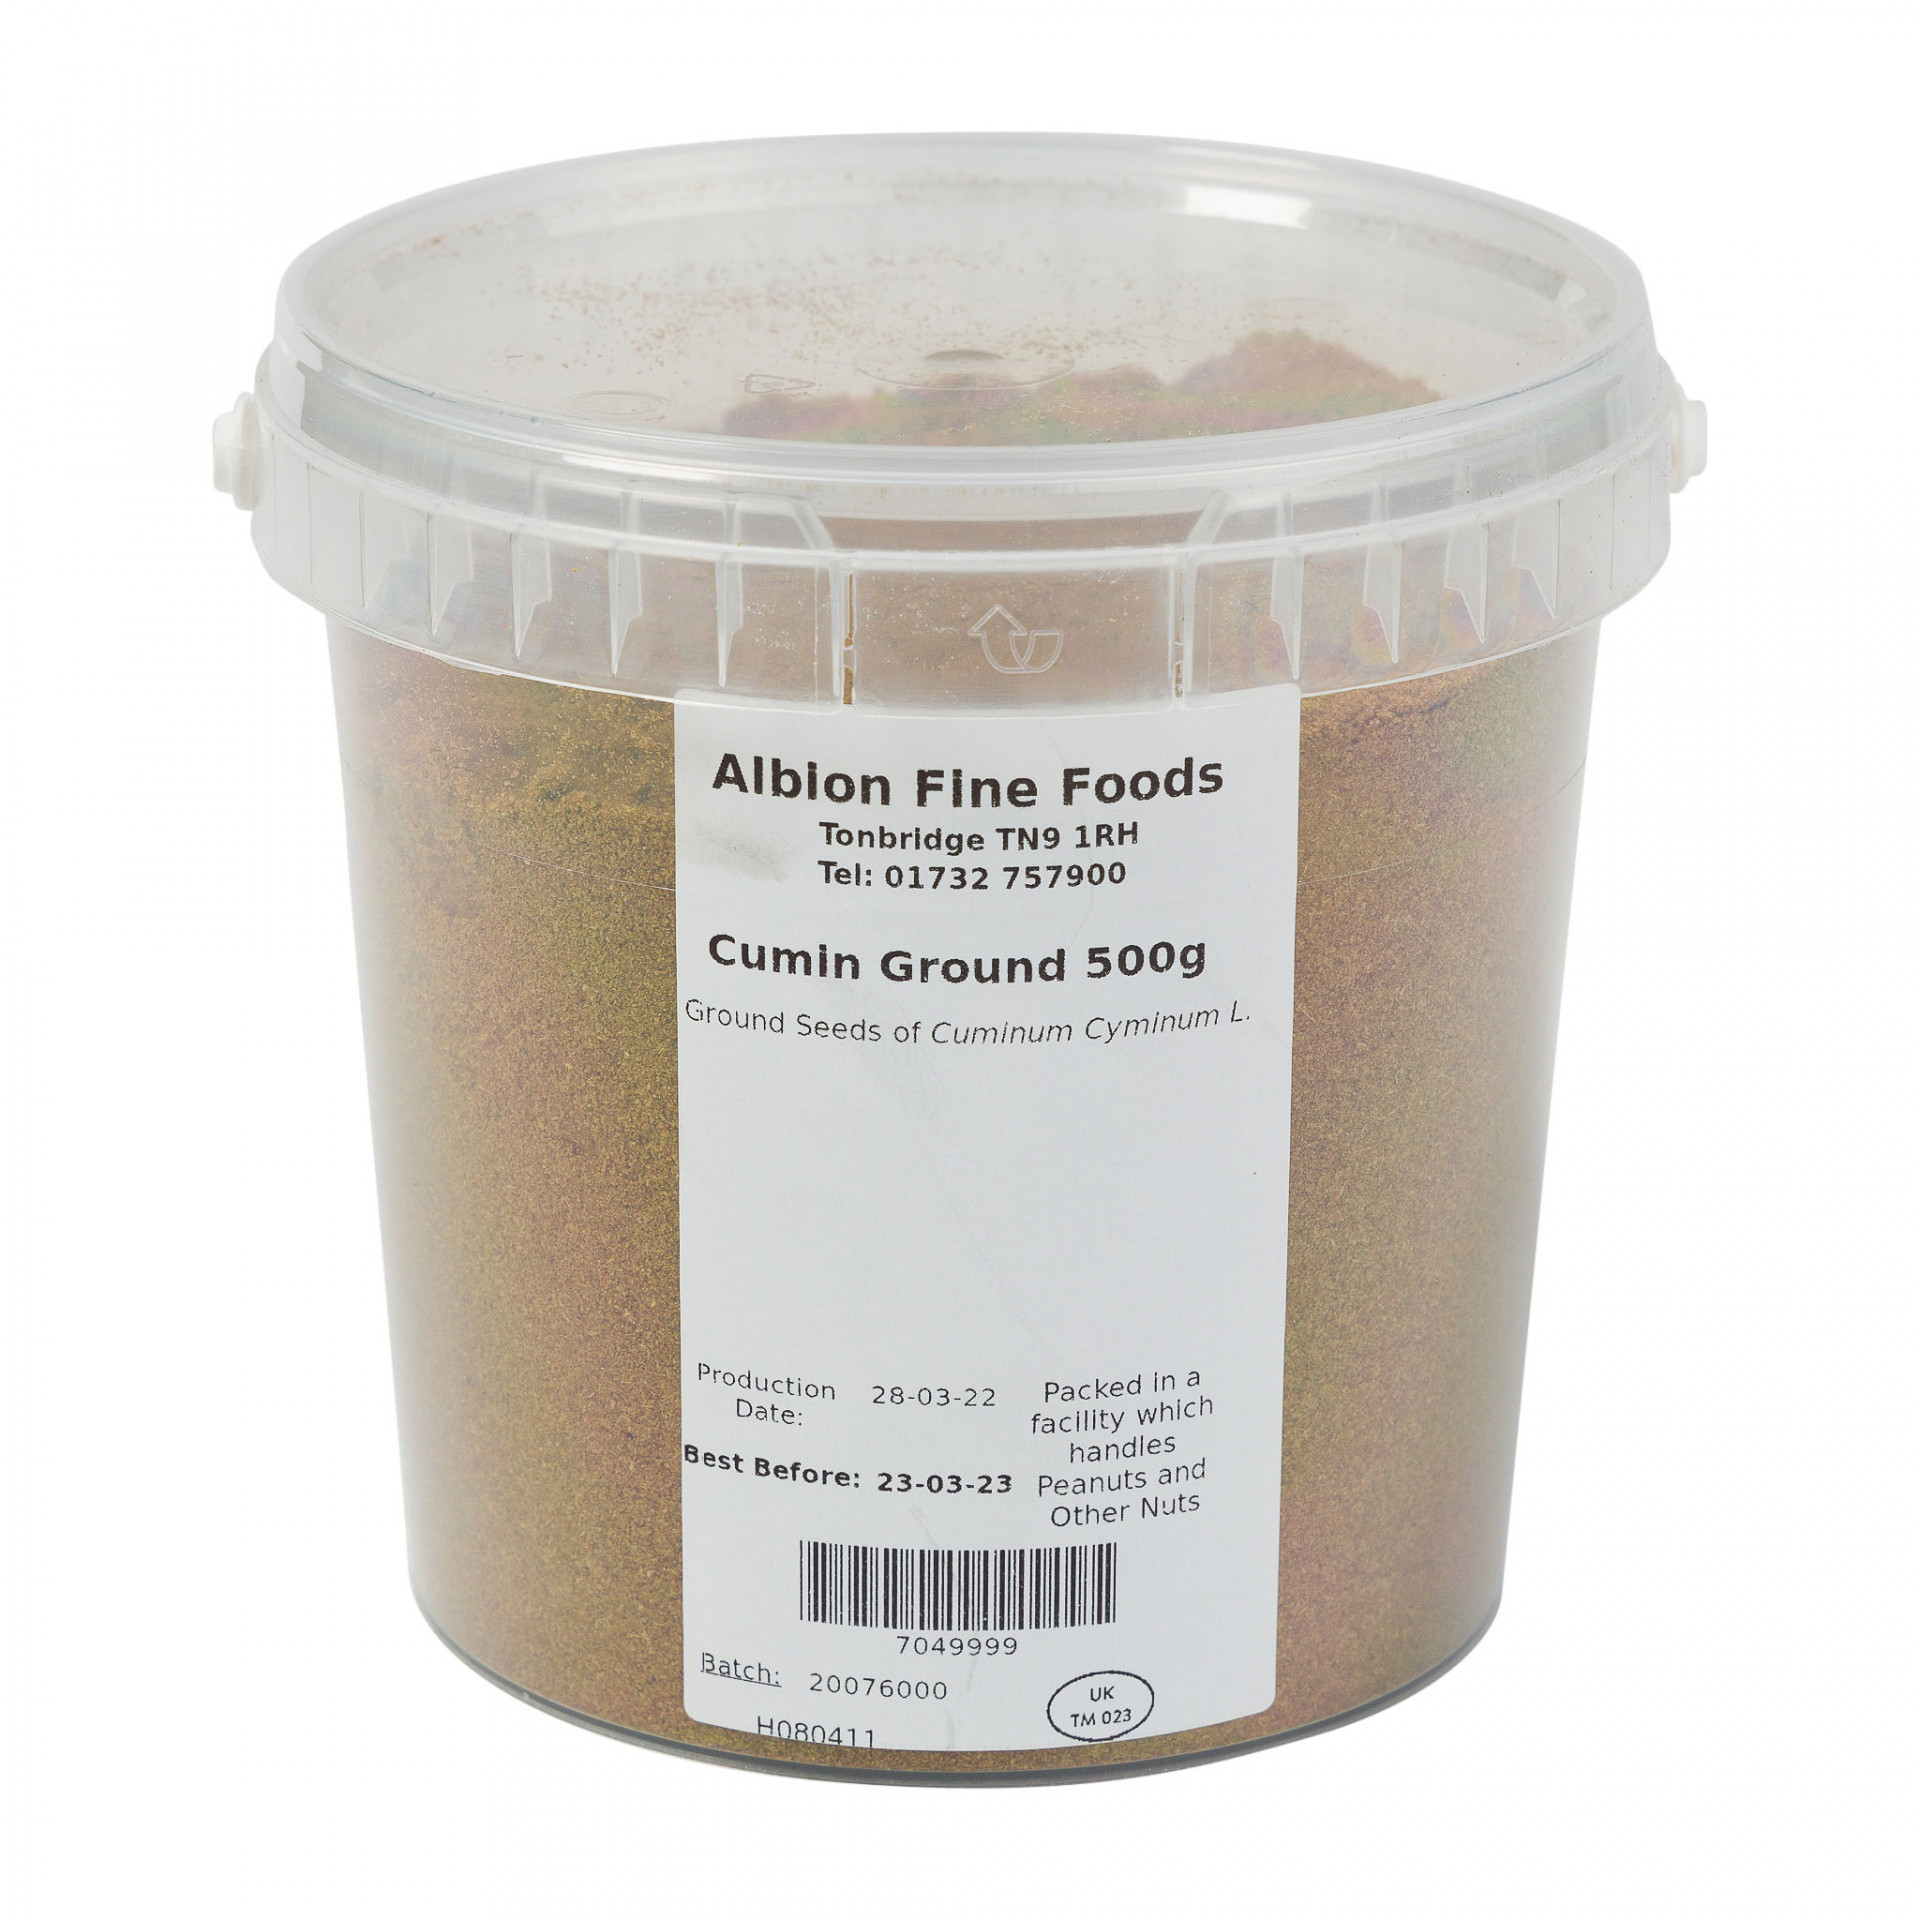 Albion Fine Foods
Tonbridge TN9 1RH
Tel: 01732 757900
Cumin Ground 500g
Ground Seeds of Cuminum Cyminum L.
Production
Date:
28-03-22
Best Before: 23-03-23
Packed in a
facility which
handles
Peanuts and
Other Nuts
7049999
Batch: 20076000
H080411
UK
TM 023